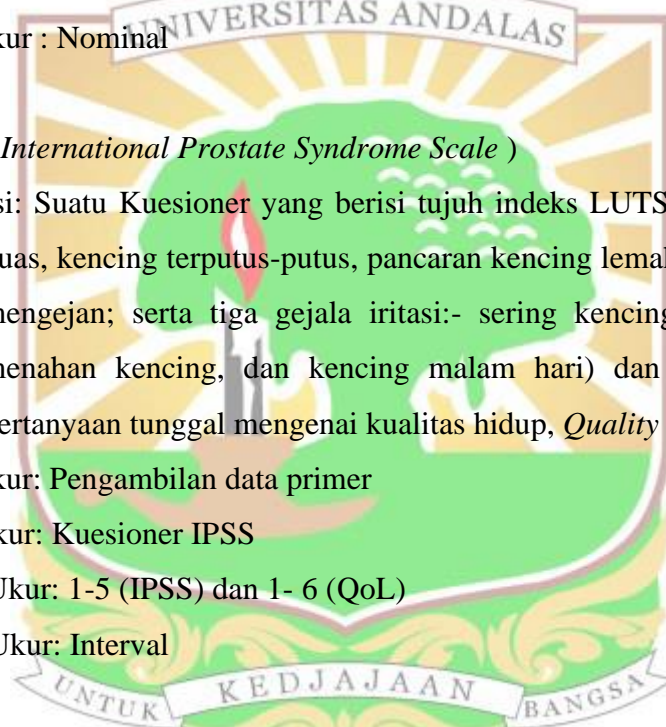 UNIVERSITAS ANDALAS
kur : Nominal
International Prostate Syndrome Scale )
si: Suatu Kuesioner yang berisi tujuh indeks LUTS
uas, kencing terputus-putus, pancaran kencing lemah
mengejan; serta tiga gejala iritasi:- sering kencing
menahan kencing, dan kencing malam hari) dan
pertanyaan tunggal mengenai kualitas hidup, Quality
kur: Pengambilan data primer
kur: Kuesioner IPSS
Ukur: 1-5 (IPSS) dan 1- 6 (QoL)
Ukur: Interval
UNTUK KEDJAJAAN BANGSA